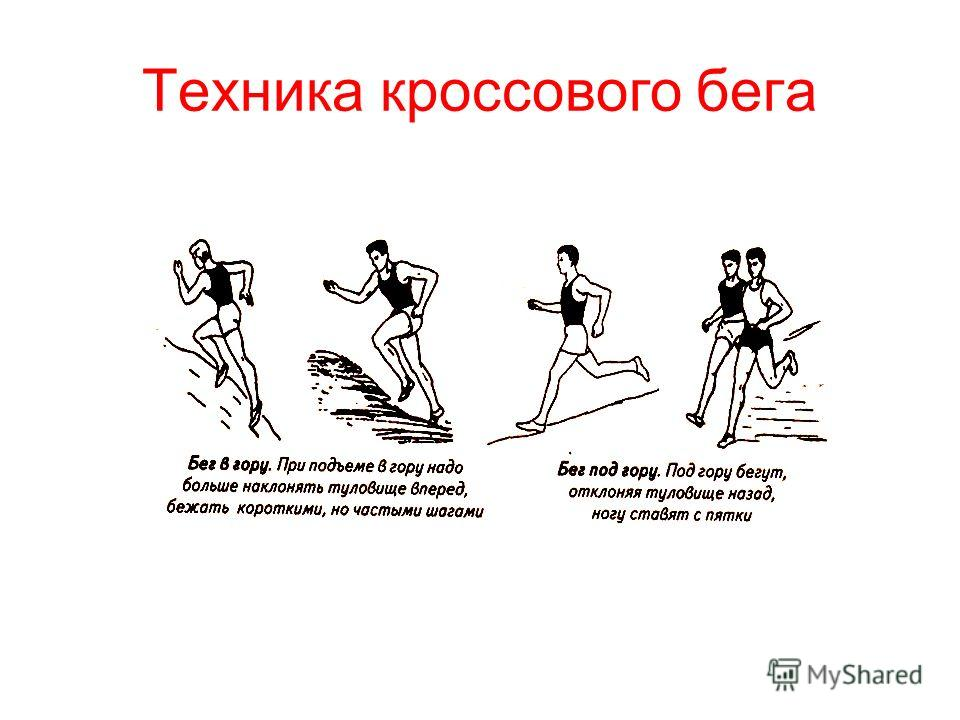 Техника кроссового бега
Бег в гору. При подъеме в гору надо
больше наклонять туловище вперед,
бежать короткими, но частыми шагами
Бег под гору. Под гору бегут,
отклоняя туловище назад,
ногу ставят с пятки
MyShared